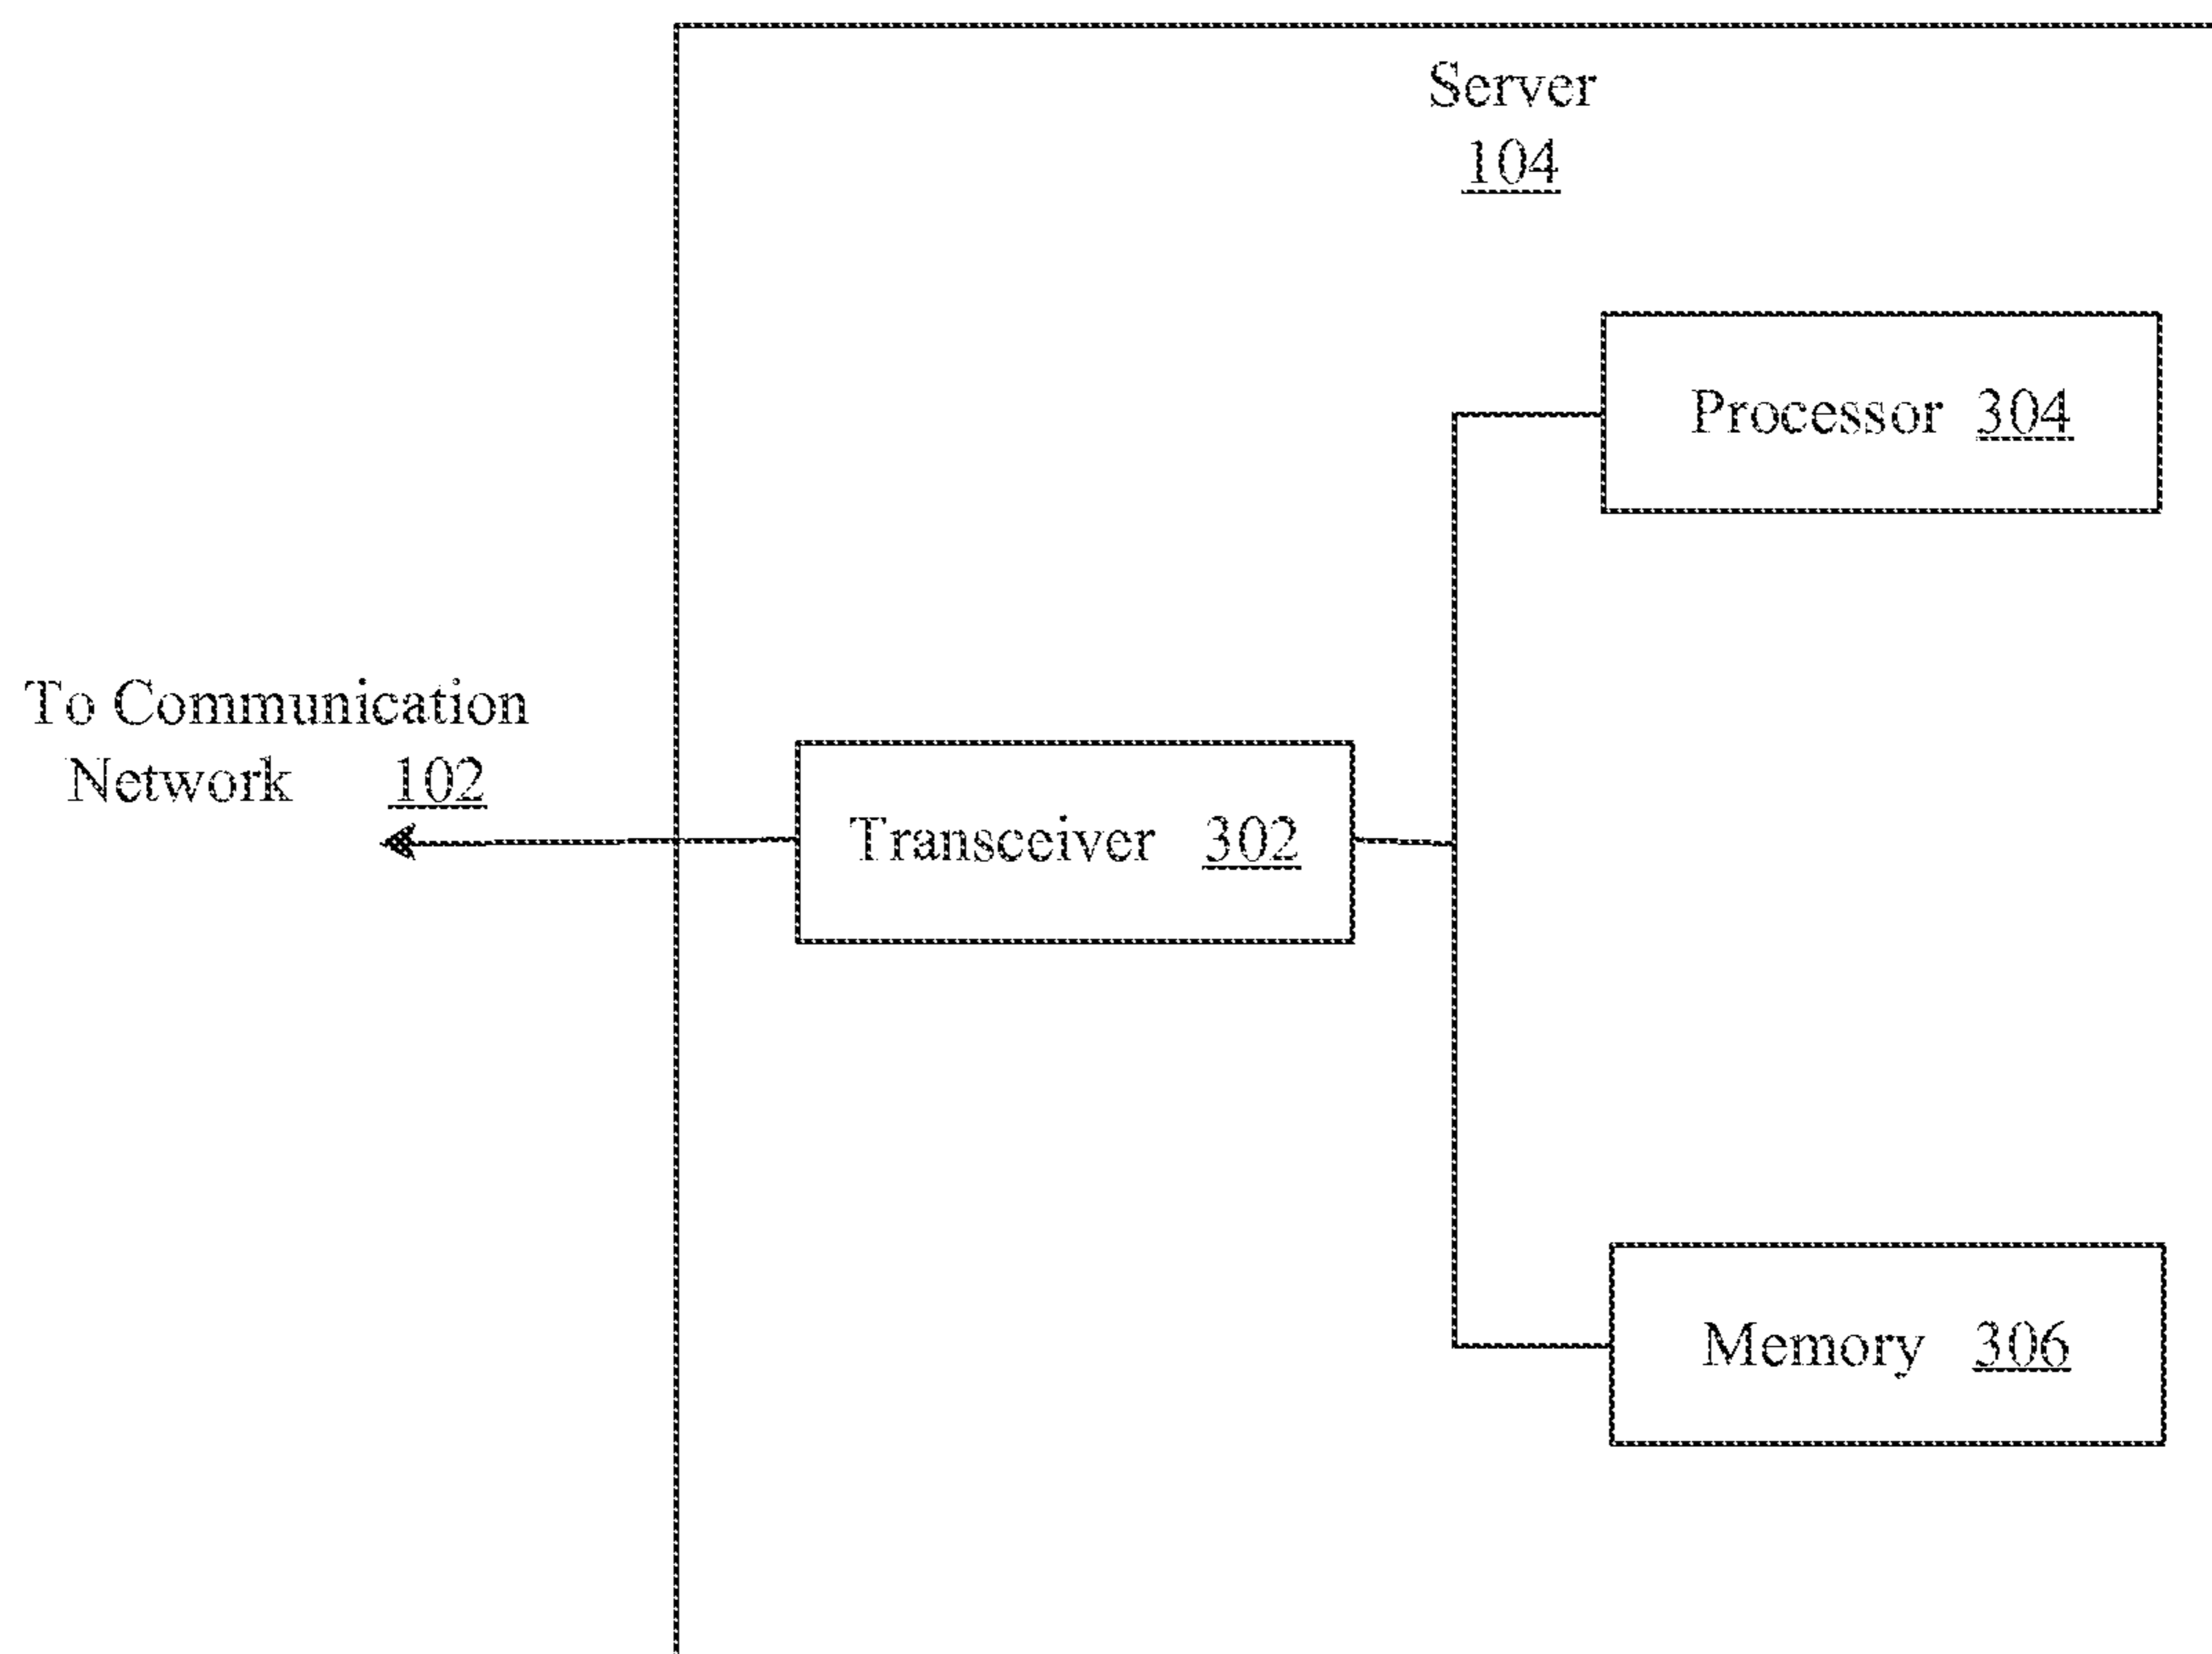 Server
104
Processor 304
To Communication
Network 102
Transceiver 302
Memory 306